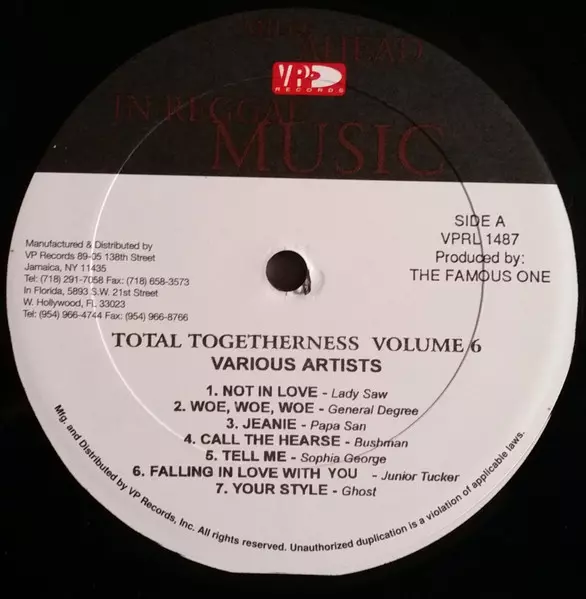 MILES AHEAD
VP
RECORDS
IN REGGAE
MUSIC
SIDE A
VPRL 1487
Produced by:
THE FAMOUS ONE
Manufactured & Distributed by
VP Records 89-05 138th Street
Jamaica, NY 11435
Tel: (718) 291-7058 Fax: (718) 658-3573
In Florida, 5893 S.W. 21st Street
W. Hollywood, FL 33023
Tel: (954) 966-4744 Fax: (954) 966-8766
TOTAL TOGETHERNESS VOLUME 6
VARIOUS ARTISTS
1. NOT IN LOVE - Lady Saw
2. WOE, WOE, WOE - General Degree
3. JEANIE - Papa San
4. CALL THE HEARSE - Bushman
5. TELL ME - Sophia George
6. FALLING IN LOVE WITH YOU - Junior Tucker
7. YOUR STYLE - Ghost
Mfg. and Distributed by VP Records, Inc. All rights reserved. Unauthorized duplication is a violation of applicable laws.